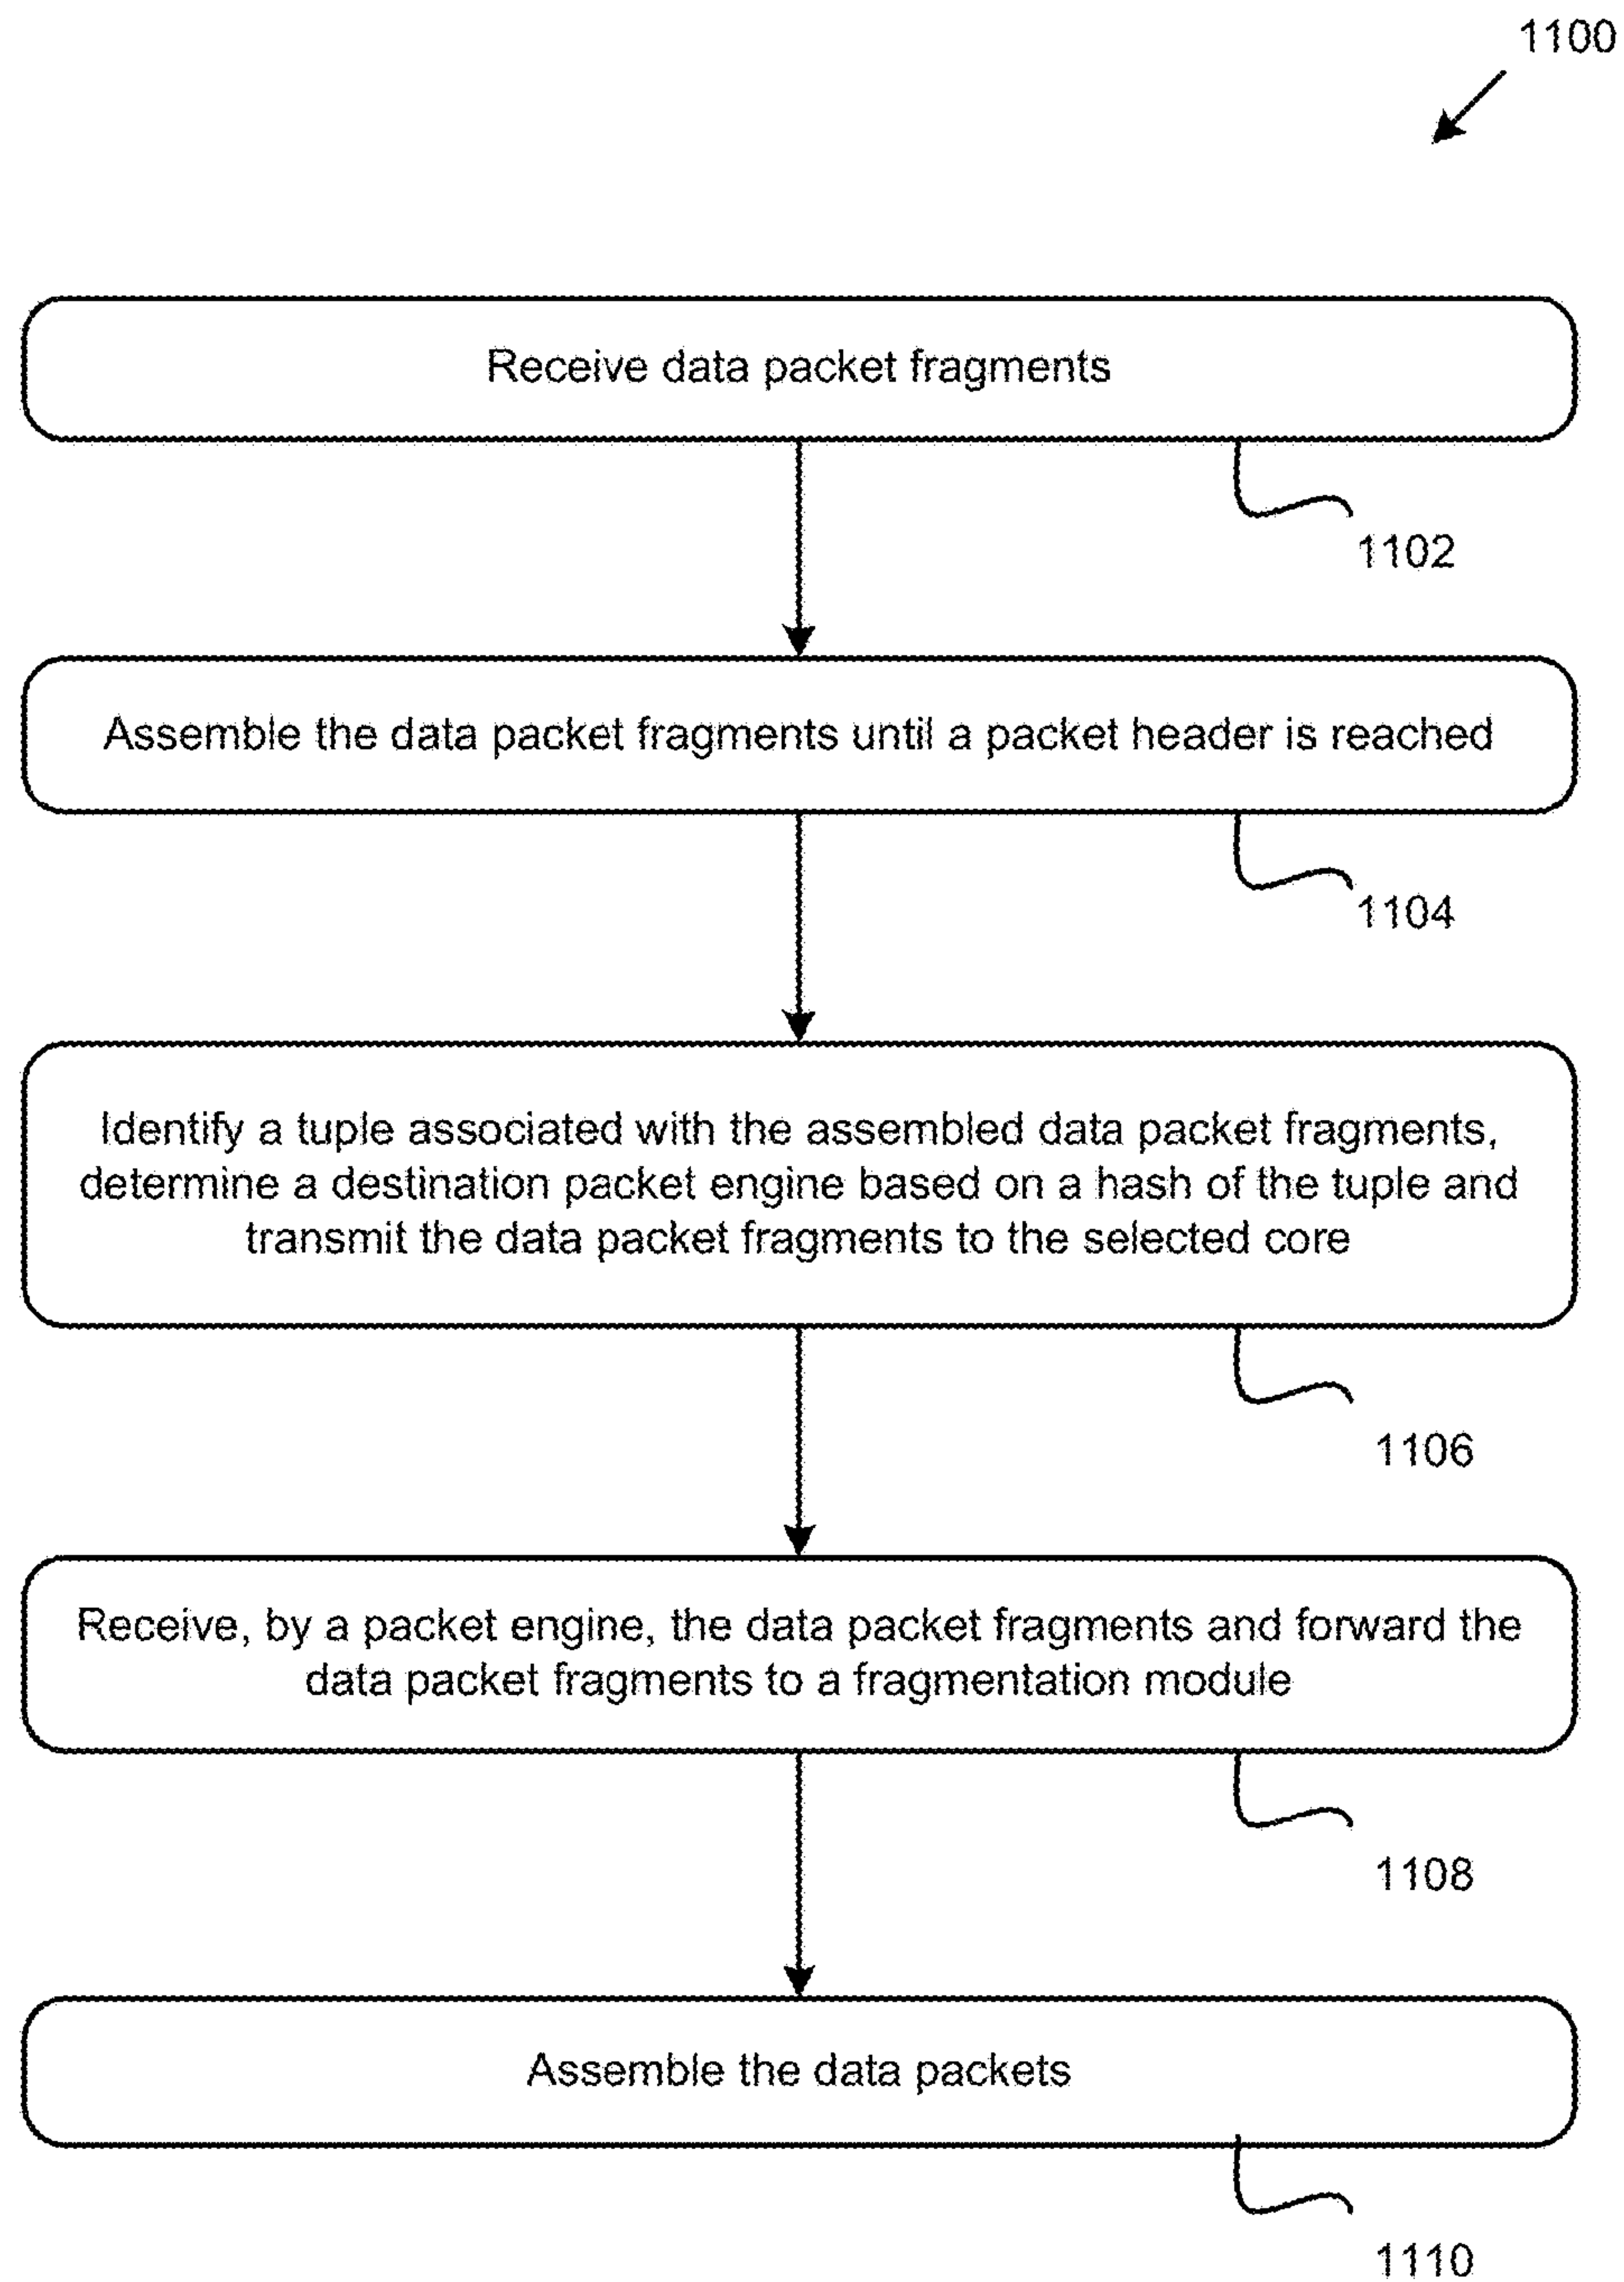 1100
Receive data packet fragments
1102
Assemble the data packet fragments until a packet header is reached
1104
Identify a tuple associated with the assembled data packet fragments,
determine a destination packet engine based on a hash of the tuple and
transmit the data packet fragments to the selected core
1106
Receive, by a packet engine, the data packet fragments and forward the
data packet fragments to a fragmentation module
1108
Assemble the data packets
1110